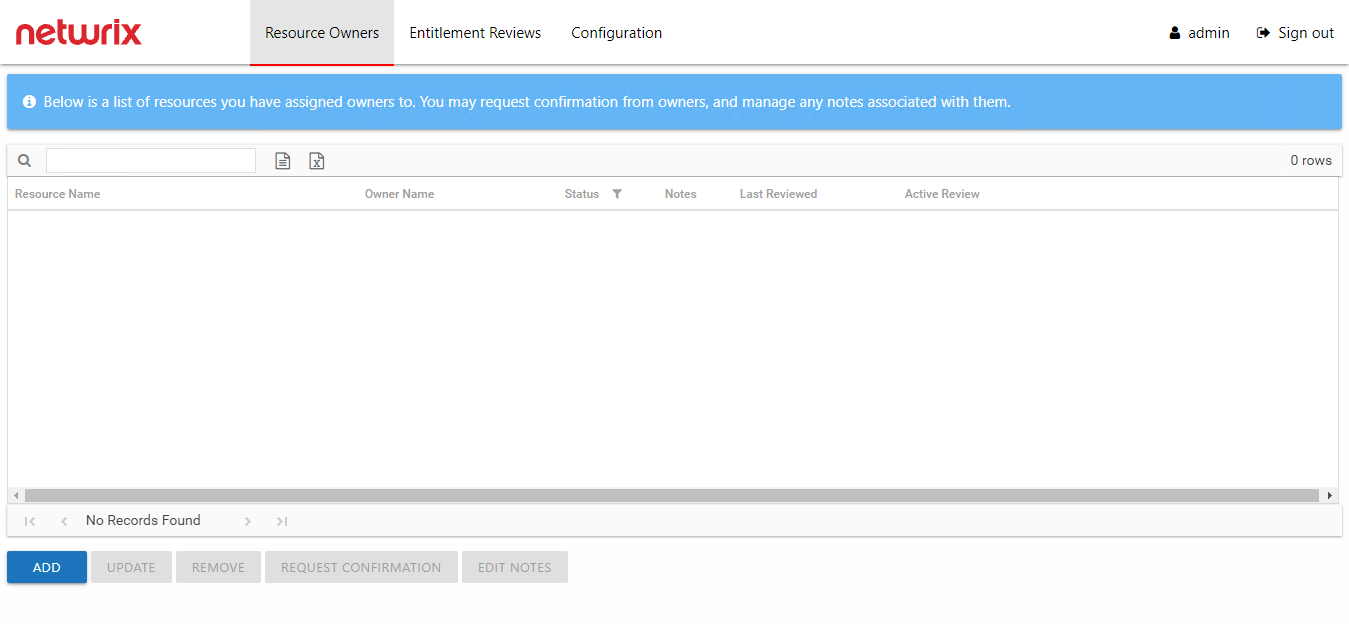 netwrix Resource Owners Entitlement Reviews Configuration admin Sign out
Below is a list of resources you have assigned owners to. You may request confirmation from owners, and manage any notes associated with them.
0 rows
Resource Name Owner Name Status Notes Last Reviewed Active Review
No Records Found
ADD UPDATE REMOVE REQUEST CONFIRMATION EDIT NOTES